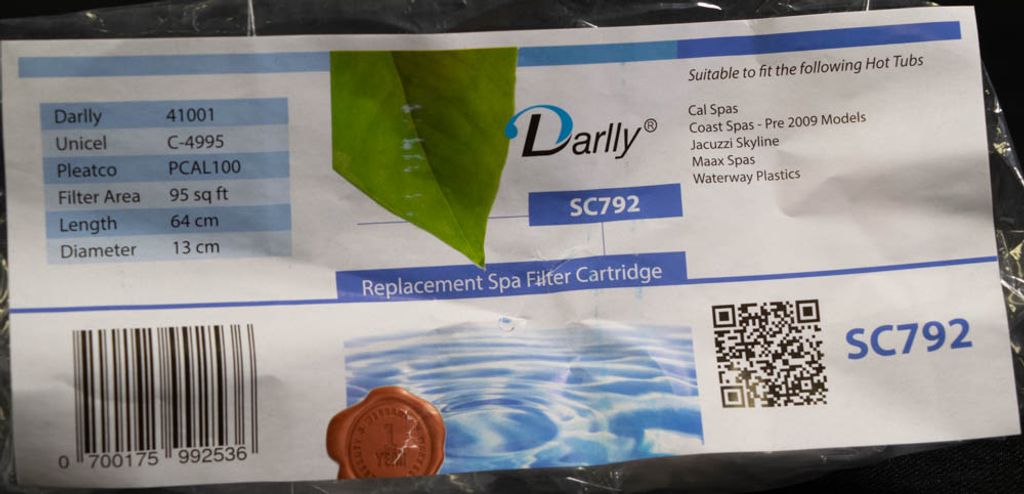 Darlly 41001
Unicel C-4995
Pleatco PCAL100
Filter Area 95 sq ft
Length 64 cm
Diameter 13 cm
Darlly®
SC792
Replacement Spa Filter Cartridge
Suitable to fit the following Hot Tubs
Cal Spas
Coast Spas - Pre 2009 Models
Jacuzzi Skyline
Maax Spas
Waterway Plastics
0 700175 992536
SC792